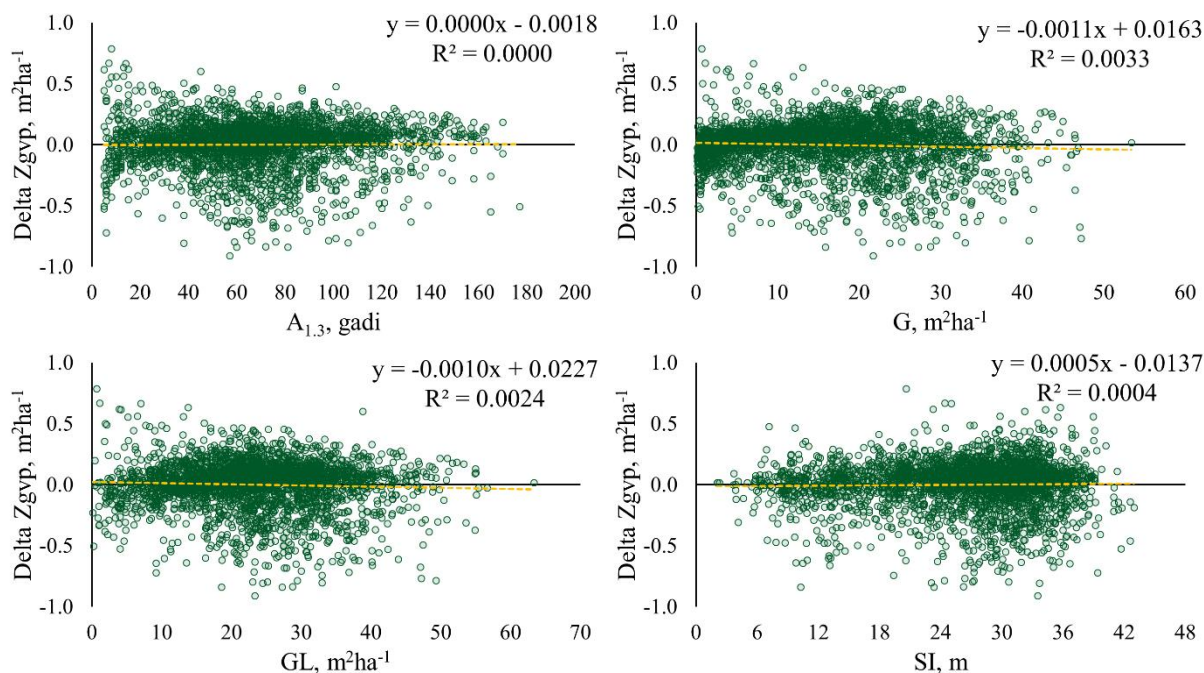 y = 0.0000x - 0.0018
R² = 0.0000
Delta Zgvp, m²ha⁻¹
1.0
0.5
0.0
-0.5
-1.0
0 20 40 60 80 100 120 140 160 180 200
A₁.₃, gadi
y = -0.0011x + 0.0163
R² = 0.0033
Delta Zgvp, m²ha⁻¹
1.0
0.5
0.0
-0.5
-1.0
0 10 20 30 40 50 60
G, m²ha⁻¹
y = -0.0010x + 0.0227
R² = 0.0024
Delta Zgvp, m²ha⁻¹
1.0
0.5
0.0
-0.5
-1.0
0 10 20 30 40 50 60 70
GL, m²ha⁻¹
y = 0.0005x - 0.0137
R² = 0.0004
Delta Zgvp, m²ha⁻¹
1.0
0.5
0.0
-0.5
-1.0
0 6 12 18 24 30 36 42 48
SI, m